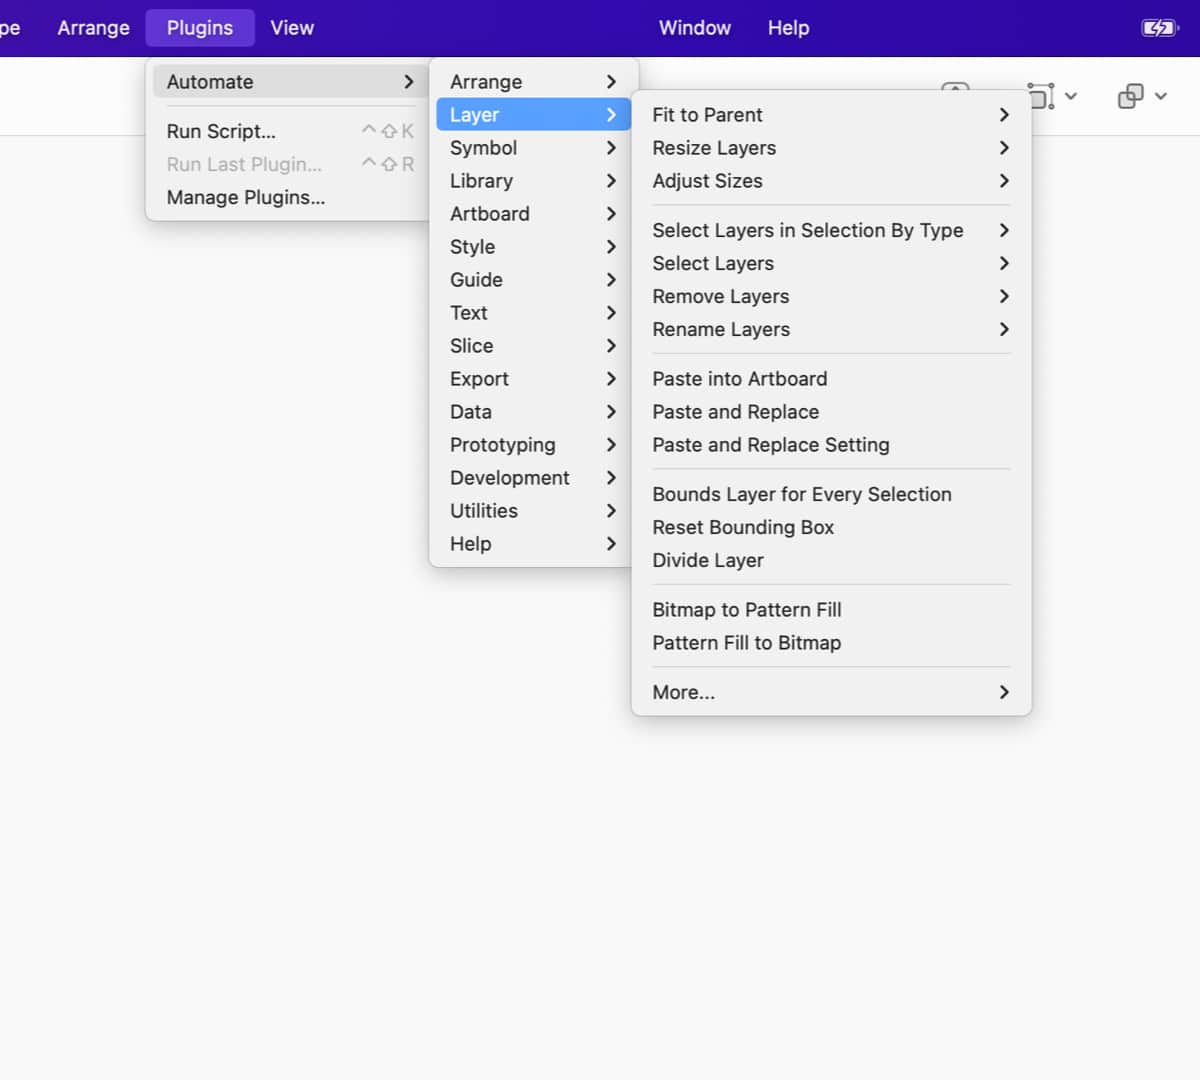 pe Arrange Plugins View Window Help
Automate
Run Script... ^⇧K
Run Last Plugin... ^⇧R
Manage Plugins...
Arrange
Layer
Symbol
Library
Artboard
Style
Guide
Text
Slice
Export
Data
Prototyping
Development
Utilities
Help
Fit to Parent
Resize Layers
Adjust Sizes
Select Layers in Selection By Type
Select Layers
Remove Layers
Rename Layers
Paste into Artboard
Paste and Replace
Paste and Replace Setting
Bounds Layer for Every Selection
Reset Bounding Box
Divide Layer
Bitmap to Pattern Fill
Pattern Fill to Bitmap
More...